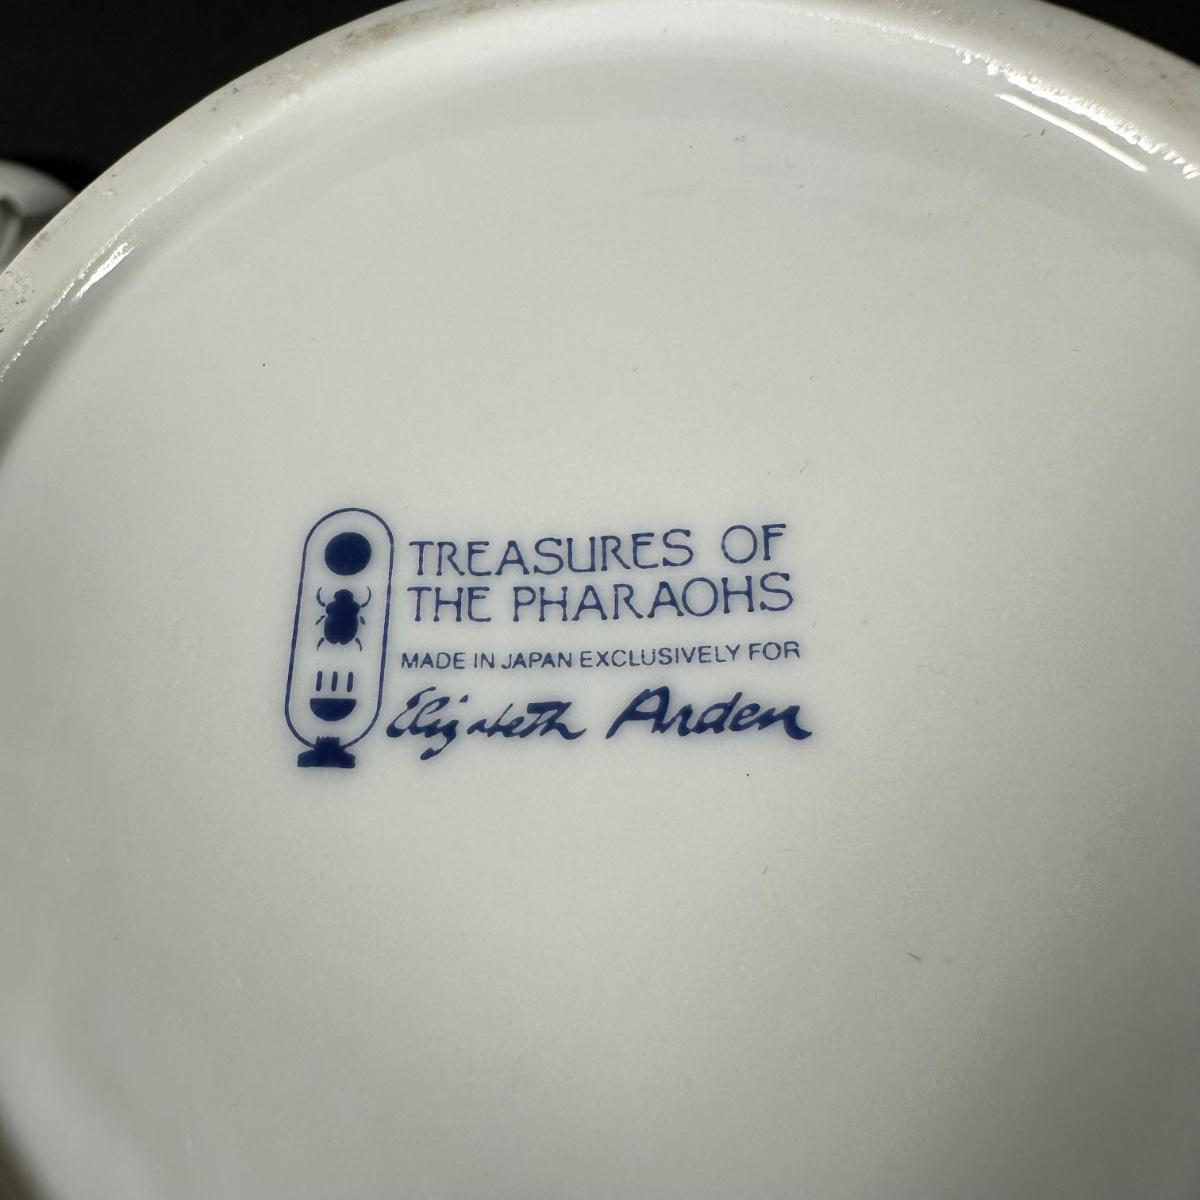 TREASURES OF
THE PHARAOHS
MADE IN JAPAN EXCLUSIVELY FOR
Elizabeth Arden